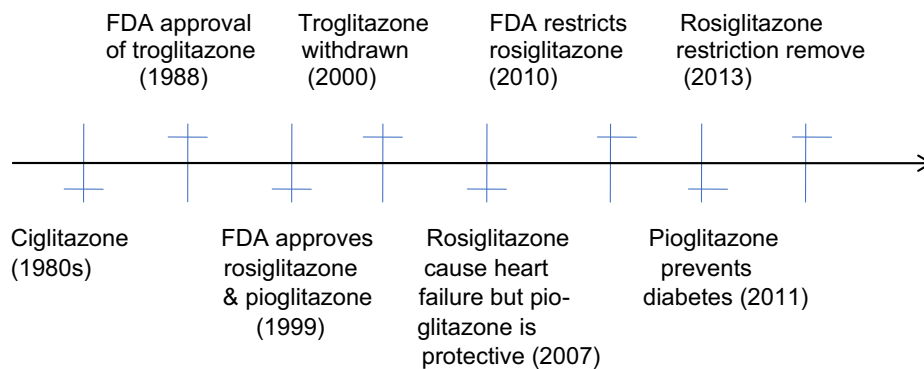 FDA approval
of troglitazone
(1988)
Troglitazone
withdrawn
(2000)
FDA restricts
rosiglitazone
(2010)
Rosiglitazone
restriction remove
(2013)
Ciglitazone
(1980s)
FDA approves
rosiglitazone
& pioglitazone
(1999)
Rosiglitazone
cause heart
failure but pio-
glitazone is
protective (2007)
Pioglitazone
prevents
diabetes (2011)